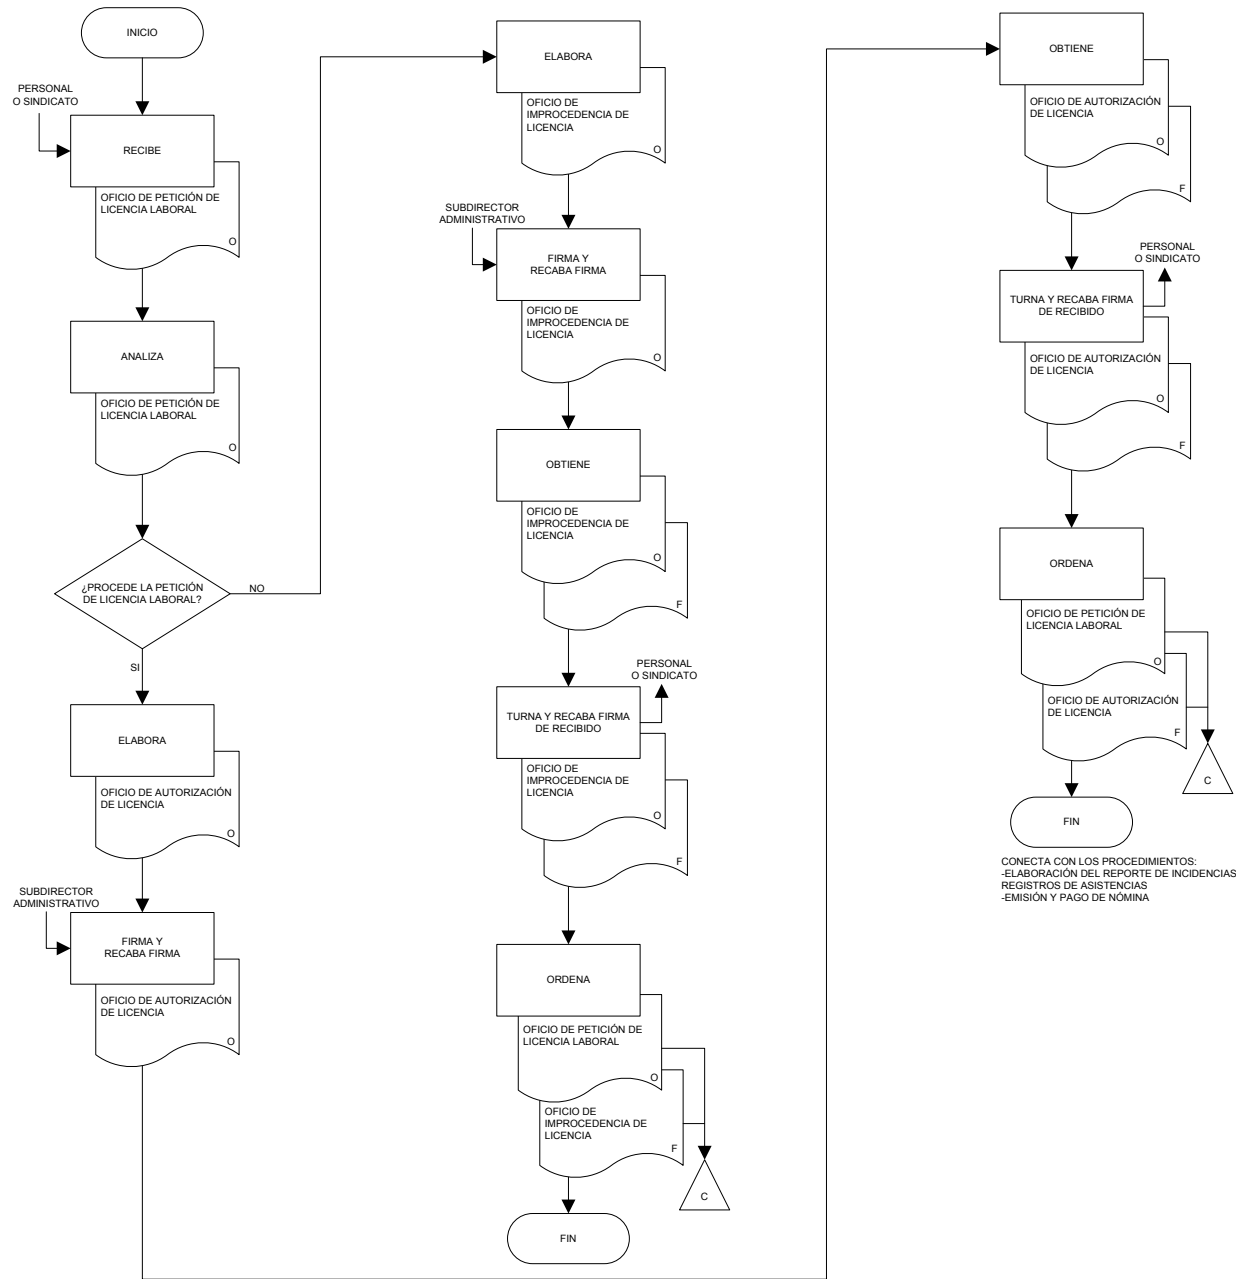 INICIO
PERSONAL
O SINDICATO
RECIBE
OFICIO DE PETICIÓN DE
LICENCIA LABORAL
O
ANALIZA
OFICIO DE PETICIÓN DE
LICENCIA LABORAL
O
¿PROCEDE LA PETICIÓN
DE LICENCIA LABORAL?
NO
SI
ELABORA
OFICIO DE AUTORIZACIÓN
DE LICENCIA
O
SUBDIRECTOR
ADMINISTRATIVO
FIRMA Y
RECABA FIRMA
OFICIO DE AUTORIZACIÓN
DE LICENCIA
O
ELABORA
OFICIO DE
IMPROCEDENCIA DE
LICENCIA
O
SUBDIRECTOR
ADMINISTRATIVO
FIRMA Y
RECABA FIRMA
OFICIO DE
IMPROCEDENCIA DE
LICENCIA
O
OBTIENE
OFICIO DE
IMPROCEDENCIA DE
LICENCIA
O
F
PERSONAL
O SINDICATO
TURNA Y RECABA FIRMA
DE RECIBIDO
OFICIO DE
IMPROCEDENCIA DE
LICENCIA
O
F
ORDENA
OFICIO DE PETICIÓN DE
LICENCIA LABORAL
O
OFICIO DE
IMPROCEDENCIA DE
LICENCIA
F
C
FIN
OBTIENE
OFICIO DE AUTORIZACIÓN
DE LICENCIA
O
F
PERSONAL
O SINDICATO
TURNA Y RECABA FIRMA
DE RECIBIDO
OFICIO DE AUTORIZACIÓN
DE LICENCIA
O
F
ORDENA
OFICIO DE PETICIÓN DE
LICENCIA LABORAL
O
OFICIO DE AUTORIZACIÓN
DE LICENCIA
F
C
FIN
CONECTA CON LOS PROCEDIMIENTOS:
-ELABORACIÓN DEL REPORTE DE INCIDENCIAS
REGISTROS DE ASISTENCIAS
-EMISIÓN Y PAGO DE NÓMINA